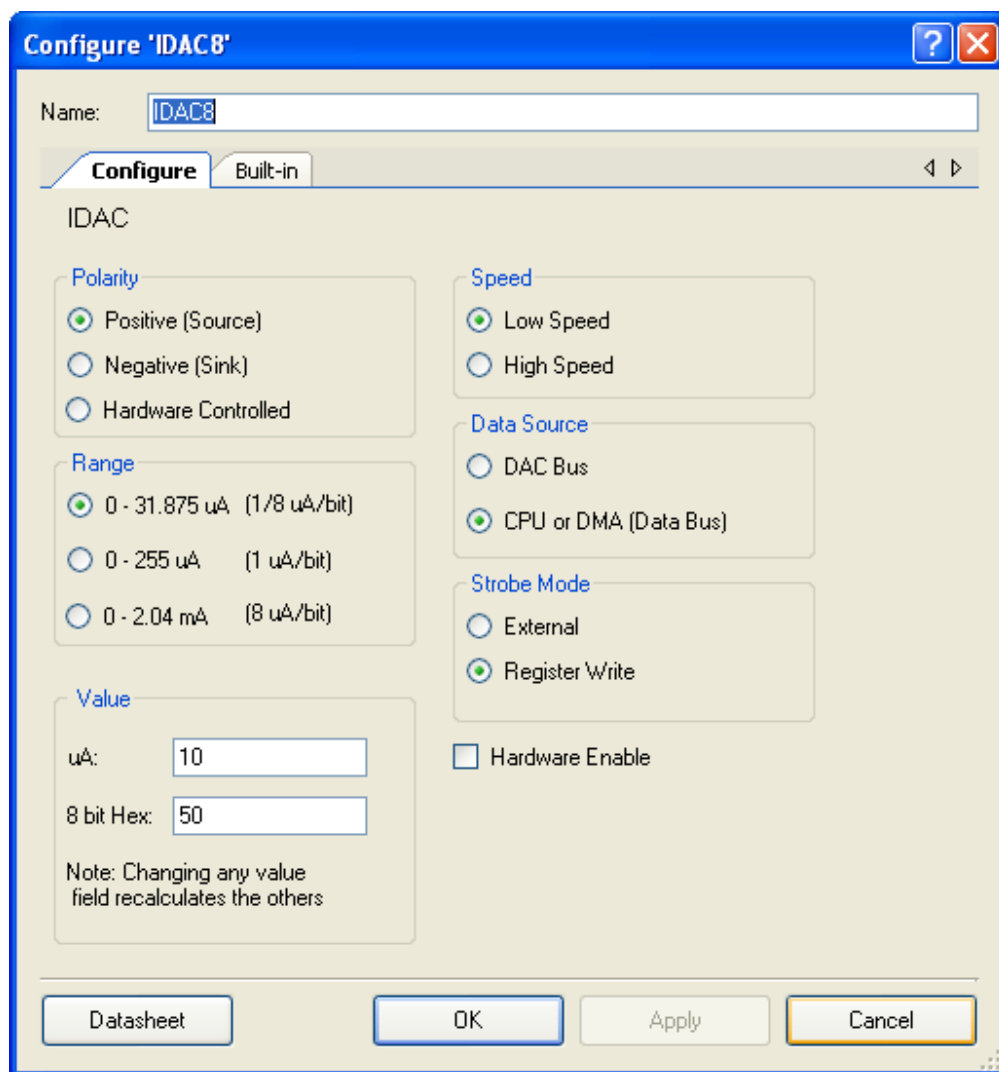 Configure 'IDAC8'
Name: IDAC8
Configure Built-in
IDAC
Polarity
Positive (Source)
Negative (Sink)
Hardware Controlled
Range
0 - 31.875 uA (1/8 uA/bit)
0 - 255 uA (1 uA/bit)
0 - 2.04 mA (8 uA/bit)
Value
uA: 10
8 bit Hex: 50
Note: Changing any value
field recalculates the others
Speed
Low Speed
High Speed
Data Source
DAC Bus
CPU or DMA (Data Bus)
Strobe Mode
External
Register Write
Hardware Enable
Datasheet OK Apply Cancel